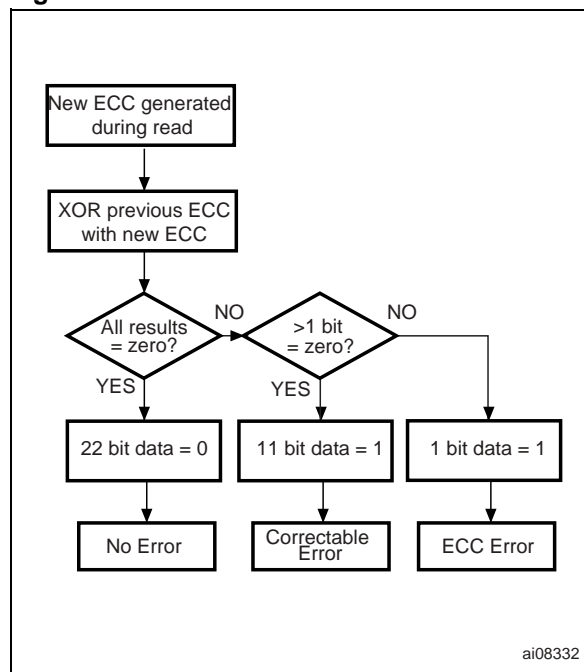 New ECC generated
during read
XOR previous ECC
with new ECC
All results
= zero?
NO
>1 bit
= zero?
NO
YES
YES
22 bit data = 0
11 bit data = 1
1 bit data = 1
No Error
Correctable
Error
ECC Error
ai08332